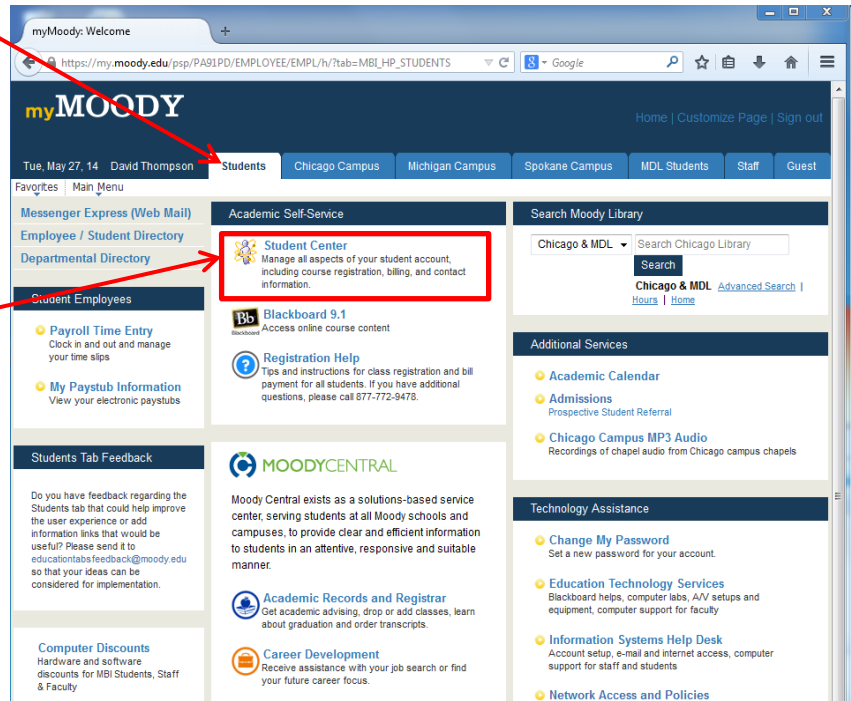 myMoody: Welcome
https://my.moody.edu/psp/PA91PD/EMPLOYEE/EMPL/h/?tab=MBI_HP_STUDENTS
Google
myMOODY
Home | Customize Page | Sign out
Tue, May 27, 14 David Thompson
Students
Chicago Campus
Michigan Campus
Spokane Campus
MDL Students
Staff
Guest
Favorites Main Menu
Messenger Express (Web Mail)
Employee / Student Directory
Departmental Directory
Student Employees
Payroll Time Entry
Clock in and out and manage
your time slips
My Paystub Information
View your electronic paystubs
Students Tab Feedback
Do you have feedback regarding the
Students tab that could help improve
the user experience or add
information links that would be
useful? Please send it to
educationtabsfeedback@moody.edu
so that your ideas can be
considered for implementation.
Computer Discounts
Hardware and software
discounts for MBI Students, Staff
& Faculty
Academic Self-Service
Student Center
Manage all aspects of your student account,
including course registration, billing, and contact
information.
Bb
Blackboard
Blackboard 9.1
Access online course content
Registration Help
Tips and instructions for class registration and bill
payment for all students. If you have additional
questions, please call 877-772-
9478.
MOODYCENTRAL
Moody Central exists as a solutions-based service
center, serving students at all Moody schools and
campuses, to provide clear and efficient information
to students in an attentive, responsive and suitable
manner.
Academic Records and Registrar
Get academic advising, drop or add classes, learn
about graduation and order transcripts.
Career Development
Receive assistance with your job search or find
your future career focus.
Search Moody Library
Chicago & MDL
Search Chicago Library
Search
Chicago & MDL Advanced Search |
Hours | Home
Additional Services
Academic Calendar
Admissions
Prospective Student Referral
Chicago Campus MP3 Audio
Recordings of chapel audio from Chicago campus chapels
Technology Assistance
Change My Password
Set a new password for your account.
Education Technology Services
Blackboard helps, computer labs, A/V setups and
equipment, computer support for faculty
Information Systems Help Desk
Account setup, e-mail and internet access, computer
support for staff and students
Network Access and Policies